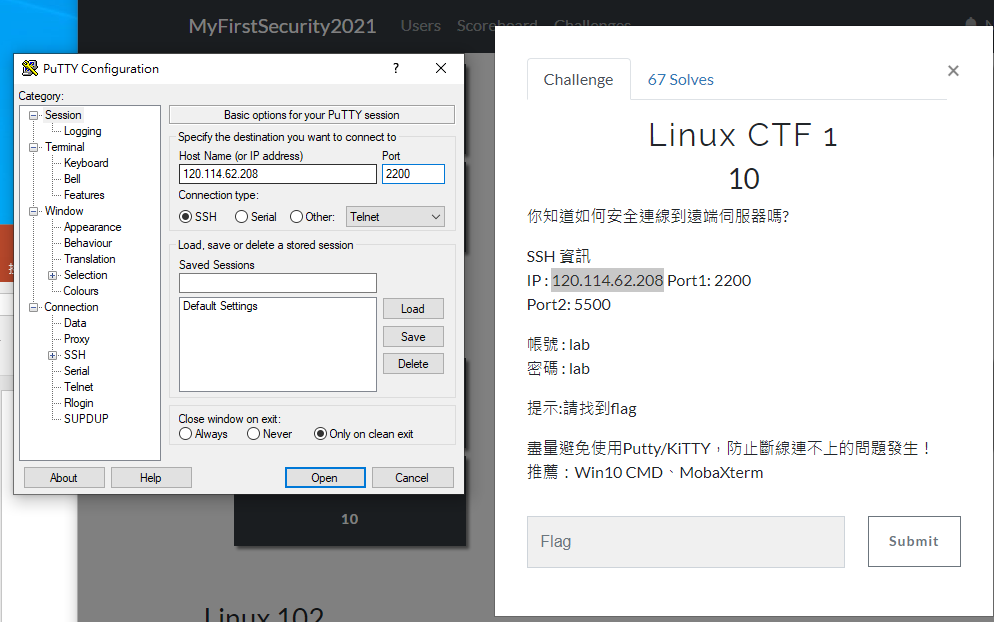 MyFirstSecurity2021 Users Scoreboard Challenges
PuTTY Configuration ? ×
Category:
Session
Logging
Terminal
Keyboard
Bell
Features
Window
Appearance
Behaviour
Translation
Selection
Colours
Connection
Data
Proxy
SSH
Serial
Telnet
Rlogin
SUPDUP
Basic options for your PuTTY session
Specify the destination you want to connect to
Host Name (or IP address) Port
120.114.62.208 2200
Connection type:
SSH Serial Other: Telnet
Load, save or delete a stored session
Saved Sessions
Default Settings
Load
Save
Delete
Close window on exit:
Always Never Only on clean exit
About Help Open Cancel
10
Linux 102
Challenge 67 Solves ×
Linux CTF 1
10
你知道如何安全連線到遠端伺服器嗎?
SSH 資訊
IP : 120.114.62.208 Port1: 2200
Port2: 5500
帳號 : lab
密碼 : lab
提示:請找到flag
盡量避免使用Putty/KiTTY，防止斷線連不上的問題發生！
推薦：Win10 CMD、MobaXterm
Flag Submit